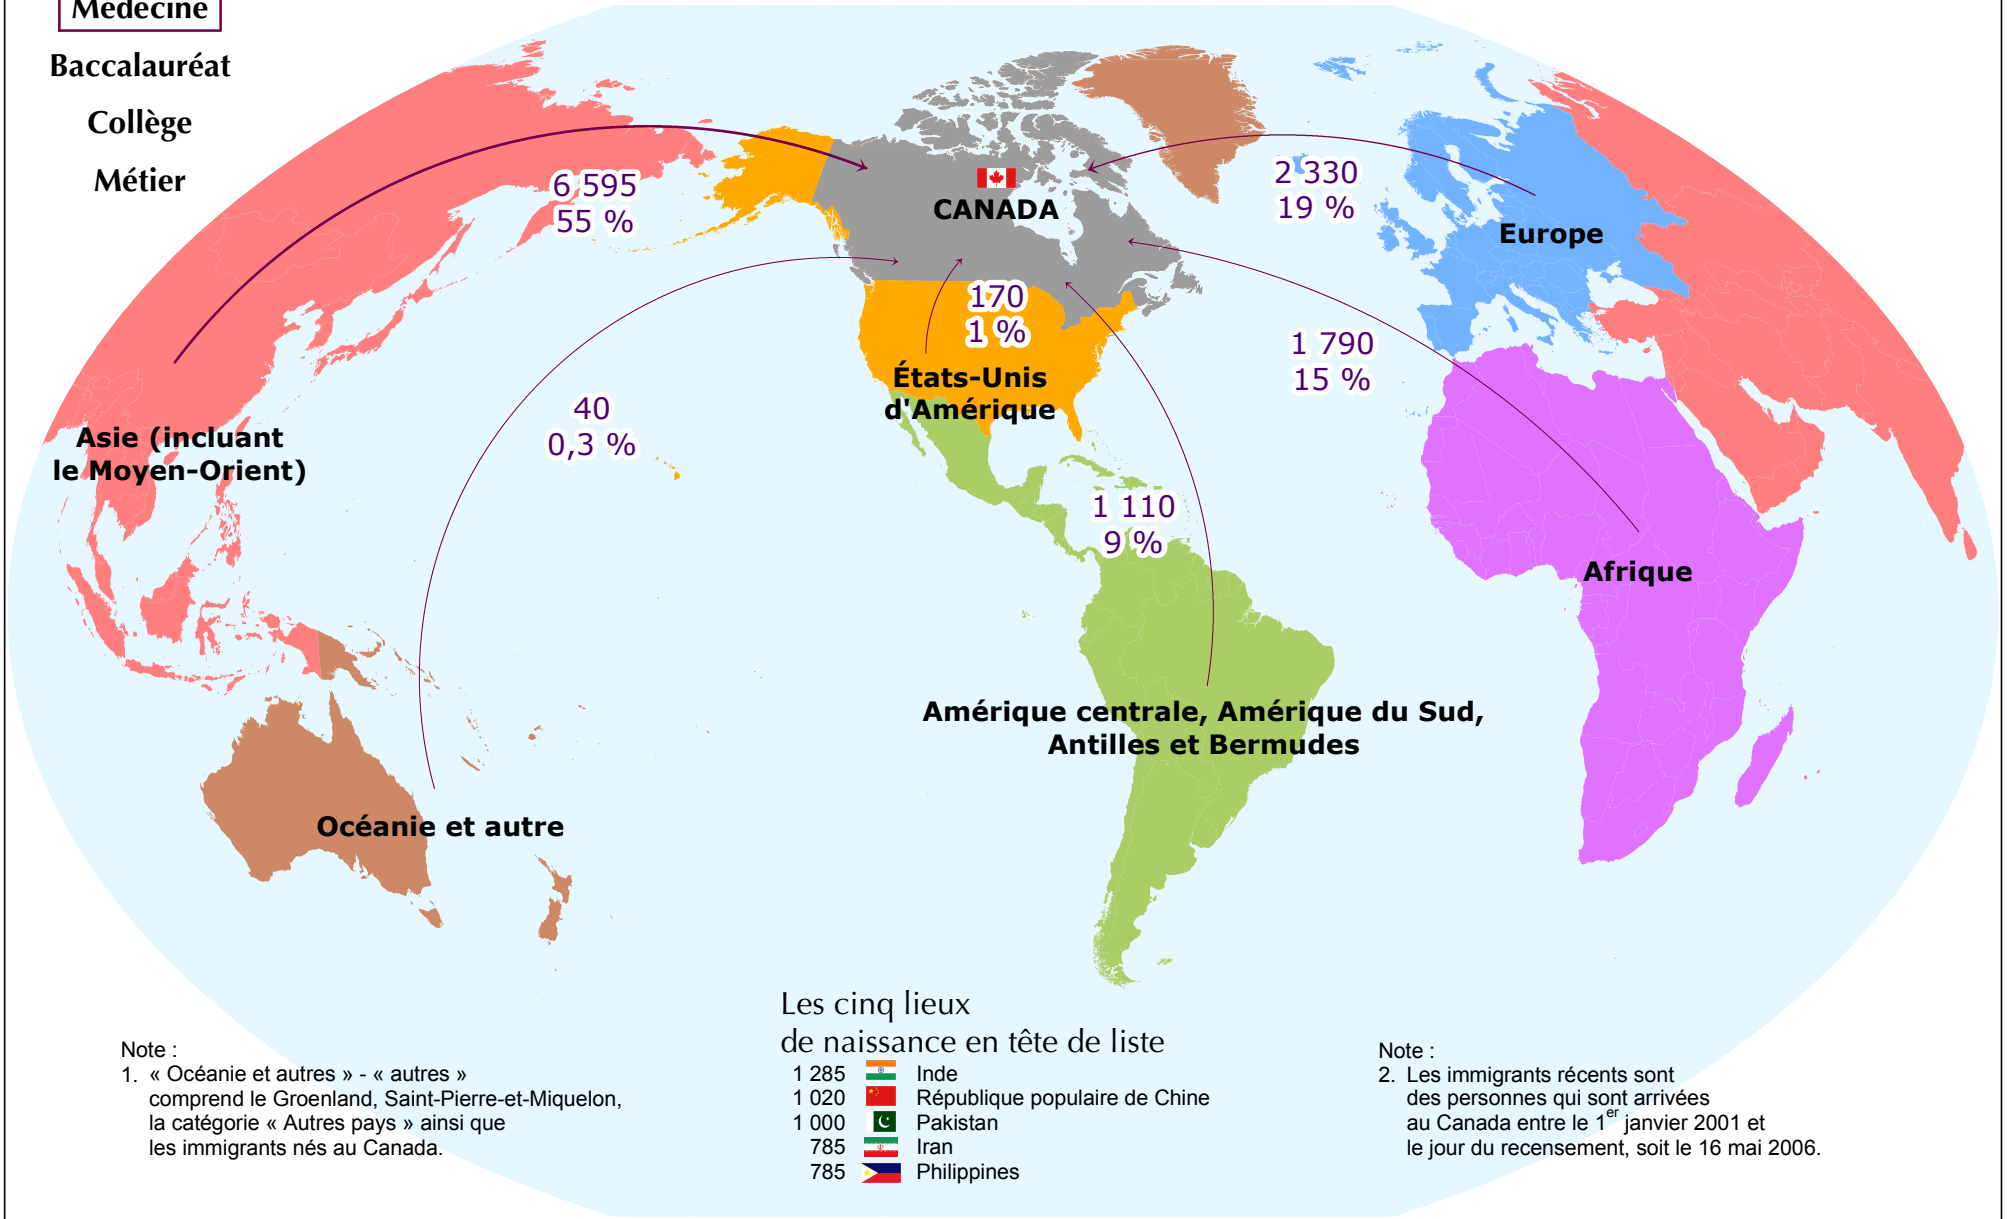 Médecine
Baccalauréat
Collège
Métier
6 595
55 %
CANADA
2 330
19 %
Europe
170
1 %
États-Unis
d'Amérique
1 790
15 %
40
0,3 %
Asie (incluant
le Moyen-Orient)
1 110
9 %
Afrique
Amérique centrale, Amérique du Sud,
Antilles et Bermudes
Océanie et autre
Les cinq lieux
de naissance en tête de liste
1 285 Inde
1 020 République populaire de Chine
1 000 Pakistan
785 Iran
785 Philippines
Note :
1. « Océanie et autres » - « autres »
comprend le Groenland, Saint-Pierre-et-Miquelon,
la catégorie « Autres pays » ainsi que
les immigrants nés au Canada.
Note :
2. Les immigrants récents sont
des personnes qui sont arrivées
au Canada entre le 1er janvier 2001 et
le jour du recensement, soit le 16 mai 2006.